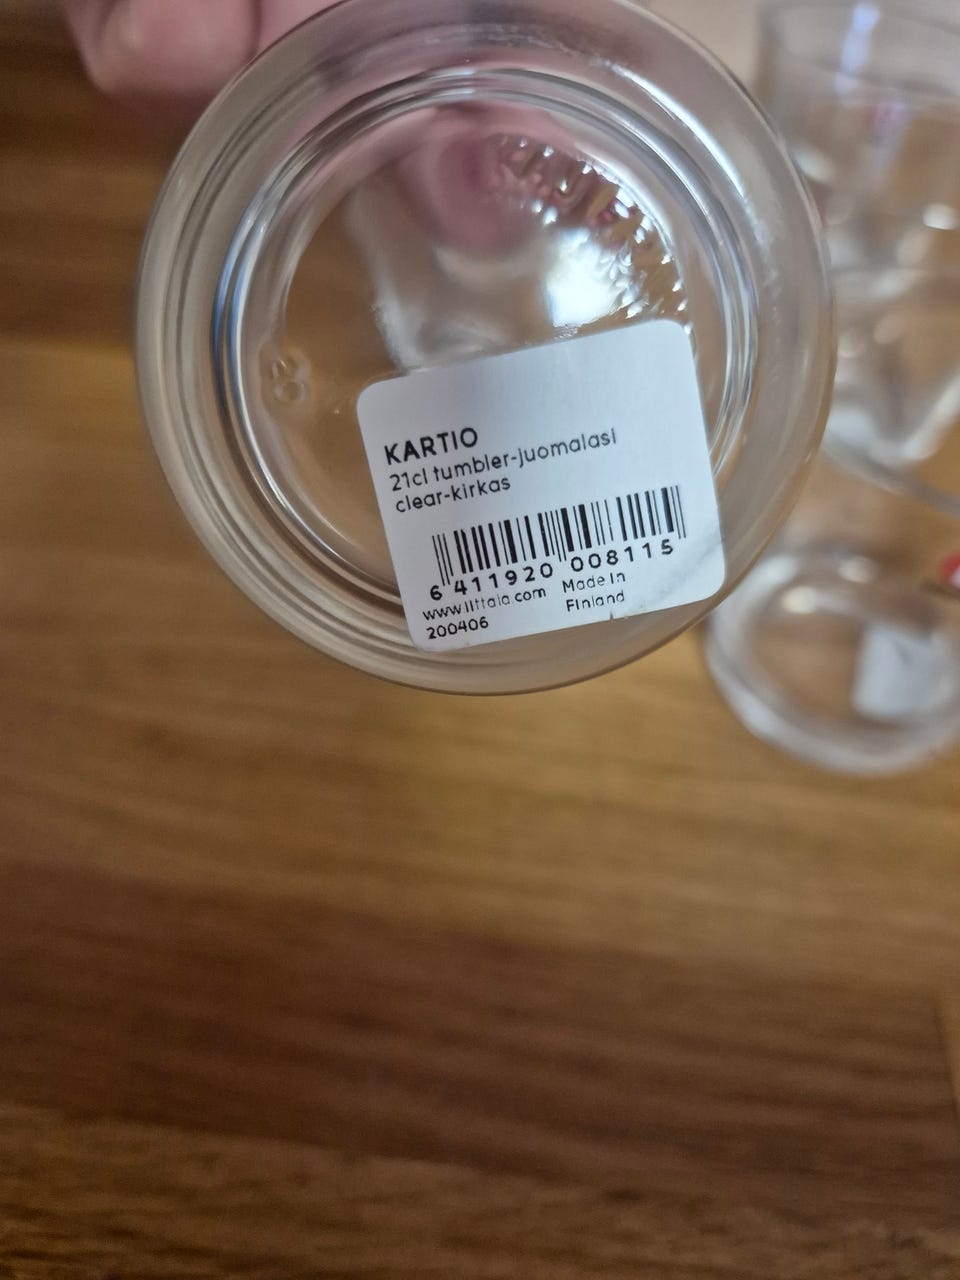 KARTIO
21cl tumbler-juomalasi
clear-kirkas
6 411920 008115
www.iittala.com Made in
Finland
200406